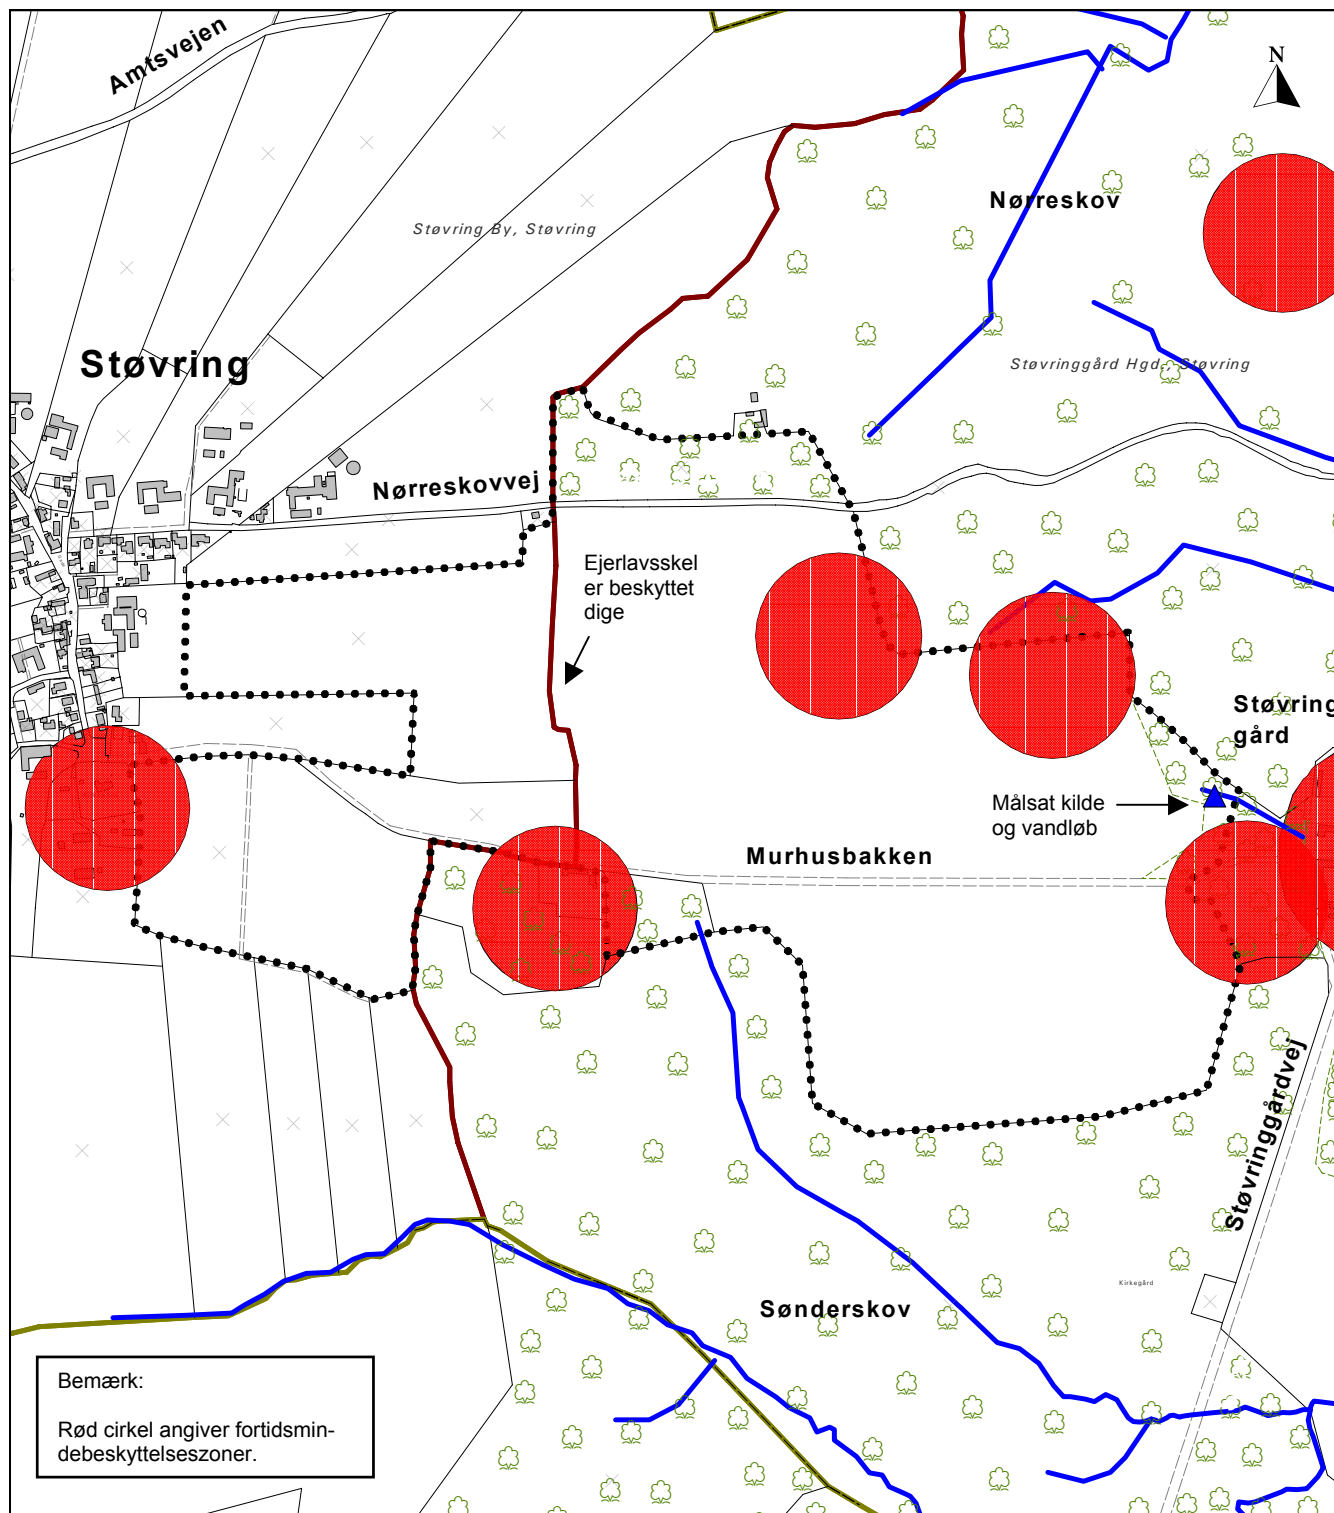 Amtsvejen
N
Nørreskov
Støvring By, Støvring
Støvring
Støvringgård Hgd., Støvring
Nørreskovvej
Ejerlavsskel
er beskyttet
dige
Støvring
gård
Målsat kilde
og vandløb
Murhusbakken
Støvringgårdvej
Kirkegård
Sønderskov
Bemærk:
Rød cirkel angiver fortidsmin-
debeskyttelseszoner.